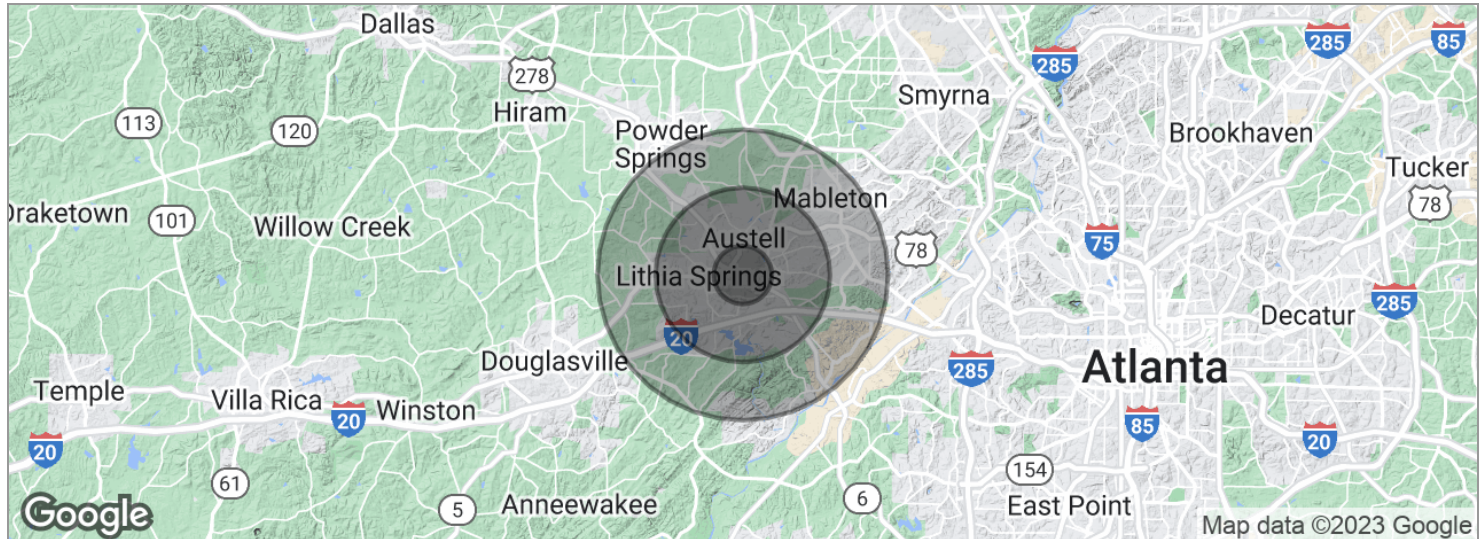 Dallas
285
85
278
285
Smyrna
Hiram
113
120
Powder
Springs
Brookhaven
Tucker
Mableton
78
Draketown
101
Willow Creek
Austell
78
75
Lithia Springs
285
Decatur
20
Douglasville
Atlanta
285
Temple
Villa Rica
Winston
20
85
20
20
154
61
5
Anneewakee
6
East Point
Google
Map data ©2023 Google